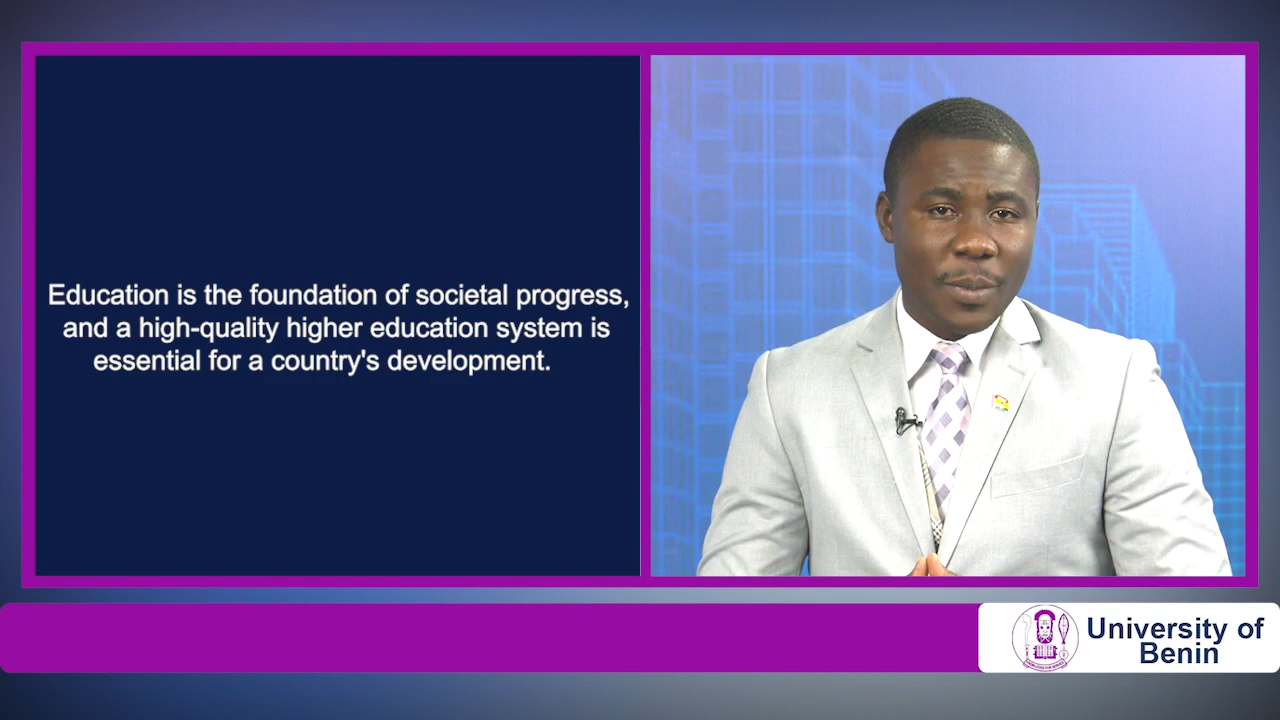 Education is the foundation of societal progress,
and a high-quality higher education system is
essential for a country's development.
University of
Benin